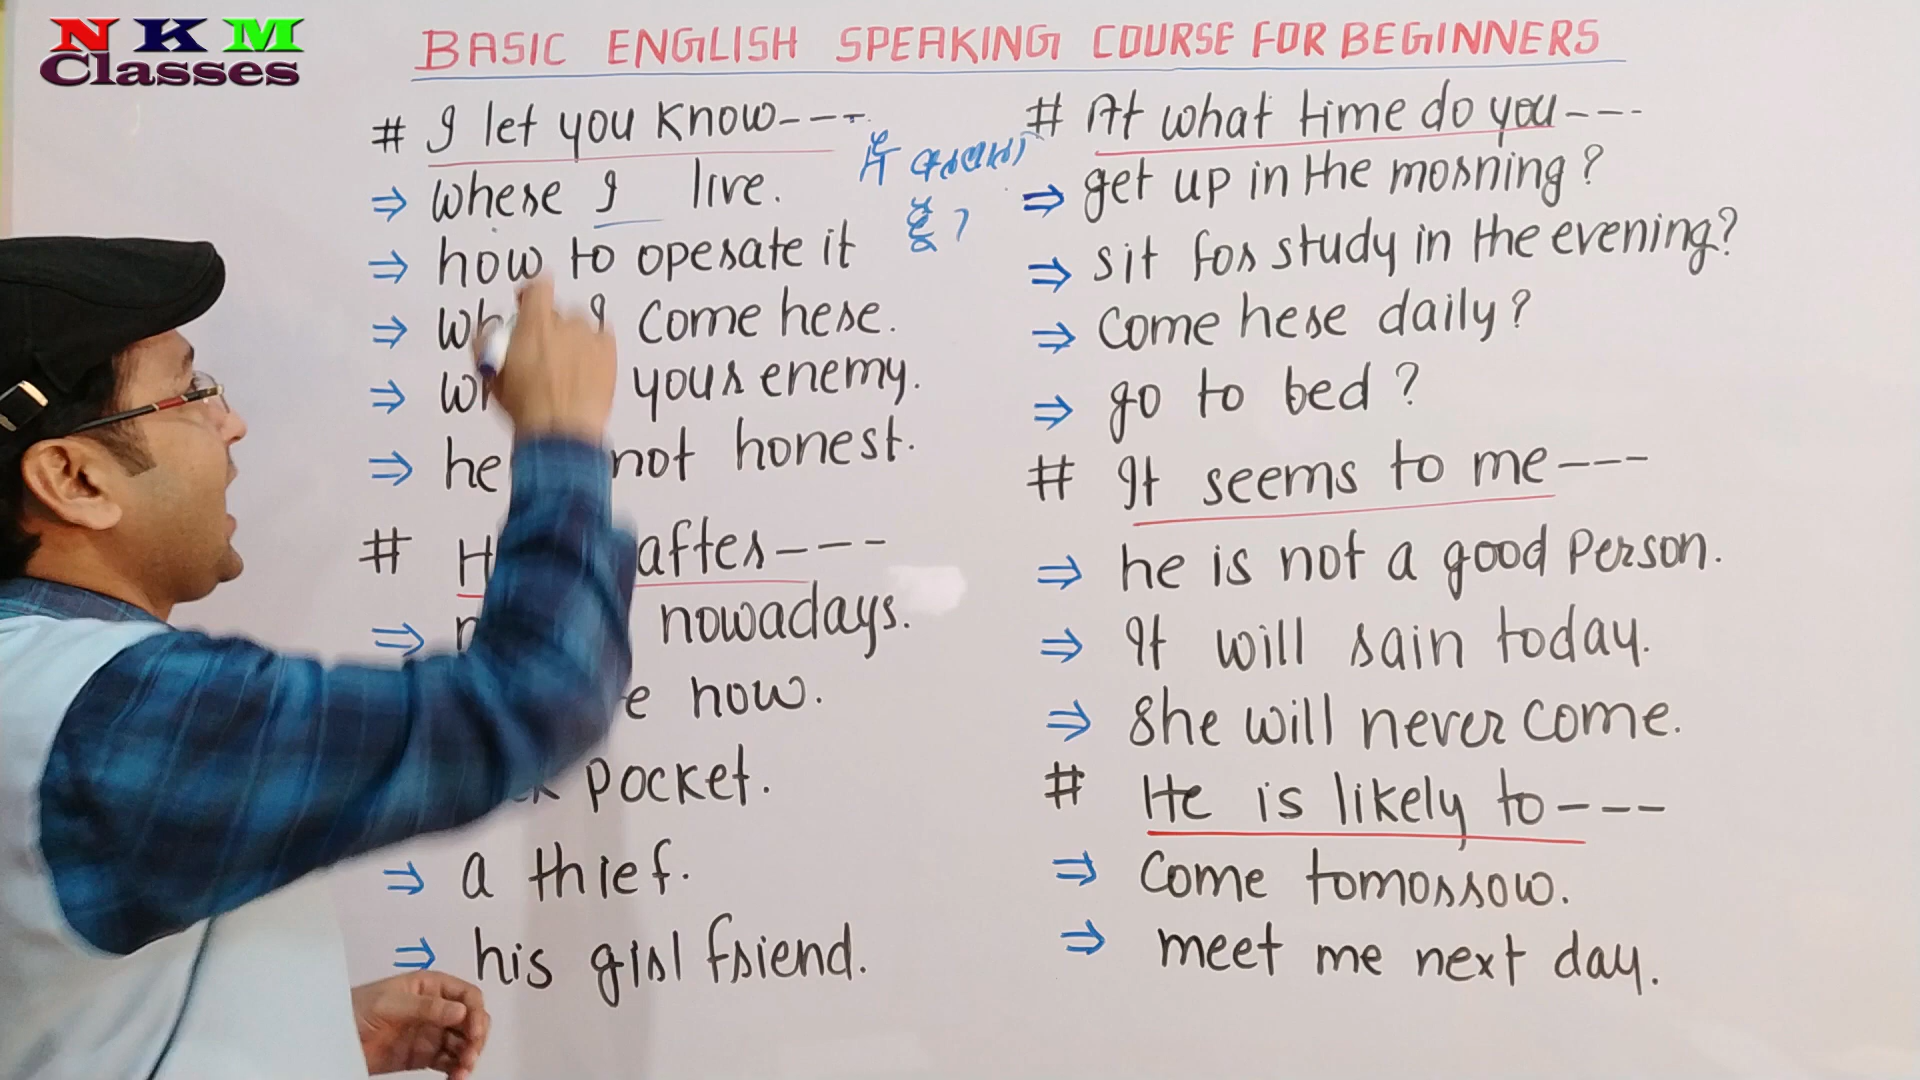 NKM
Classes
BASIC ENGLISH SPEAKING COURSE FOR BEGINNERS
# I let you know----
⇒ where I live.
⇒ how to operate it
⇒ I come here.
⇒ your enemy.
⇒ he not honest.
# after---
⇒ nowadays.
now.
pocket.
⇒ a thief.
⇒ his girl friend.
मैं
हूँ?
# At what time do you---
⇒ get up in the morning?
⇒ sit for study in the evening?
⇒ come here daily?
⇒ go to bed?
# It seems to me---
⇒ he is not a good person.
⇒ It will rain today.
⇒ She will never come.
# He is likely to---
⇒ come tomorrow.
⇒ meet me next day.